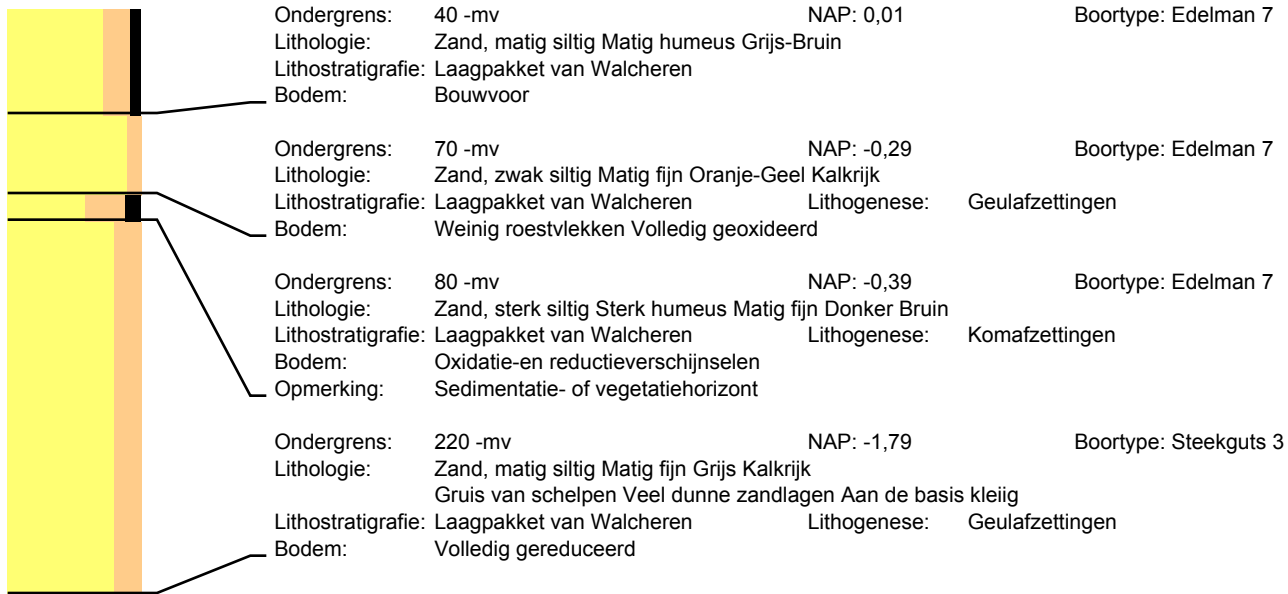 Ondergrens: 40 -mv NAP: 0,01 Boortype: Edelman 7
Lithologie: Zand, matig siltig Matig humeus Grijs-Bruin
Lithostratigrafie: Laagpakket van Walcheren
Bodem: Bouwvoor
Ondergrens: 70 -mv NAP: -0,29 Boortype: Edelman 7
Lithologie: Zand, zwak siltig Matig fijn Oranje-Geel Kalkrijk
Lithostratigrafie: Laagpakket van Walcheren Lithogenese: Geulafzettingen
Bodem: Weinig roestvlekken Volledig geoxideerd
Ondergrens: 80 -mv NAP: -0,39 Boortype: Edelman 7
Lithologie: Zand, sterk siltig Sterk humeus Matig fijn Donker Bruin
Lithostratigrafie: Laagpakket van Walcheren Lithogenese: Komafzettingen
Bodem: Oxidatie-en reductieverschijnselen
Opmerking: Sedimentatie- of vegetatiehorizont
Ondergrens: 220 -mv NAP: -1,79 Boortype: Steekguts 3
Lithologie: Zand, matig siltig Matig fijn Grijs Kalkrijk
Gruis van schelpen Veel dunne zandlagen Aan de basis kleiig
Lithostratigrafie: Laagpakket van Walcheren Lithogenese: Geulafzettingen
Bodem: Volledig gereduceerd